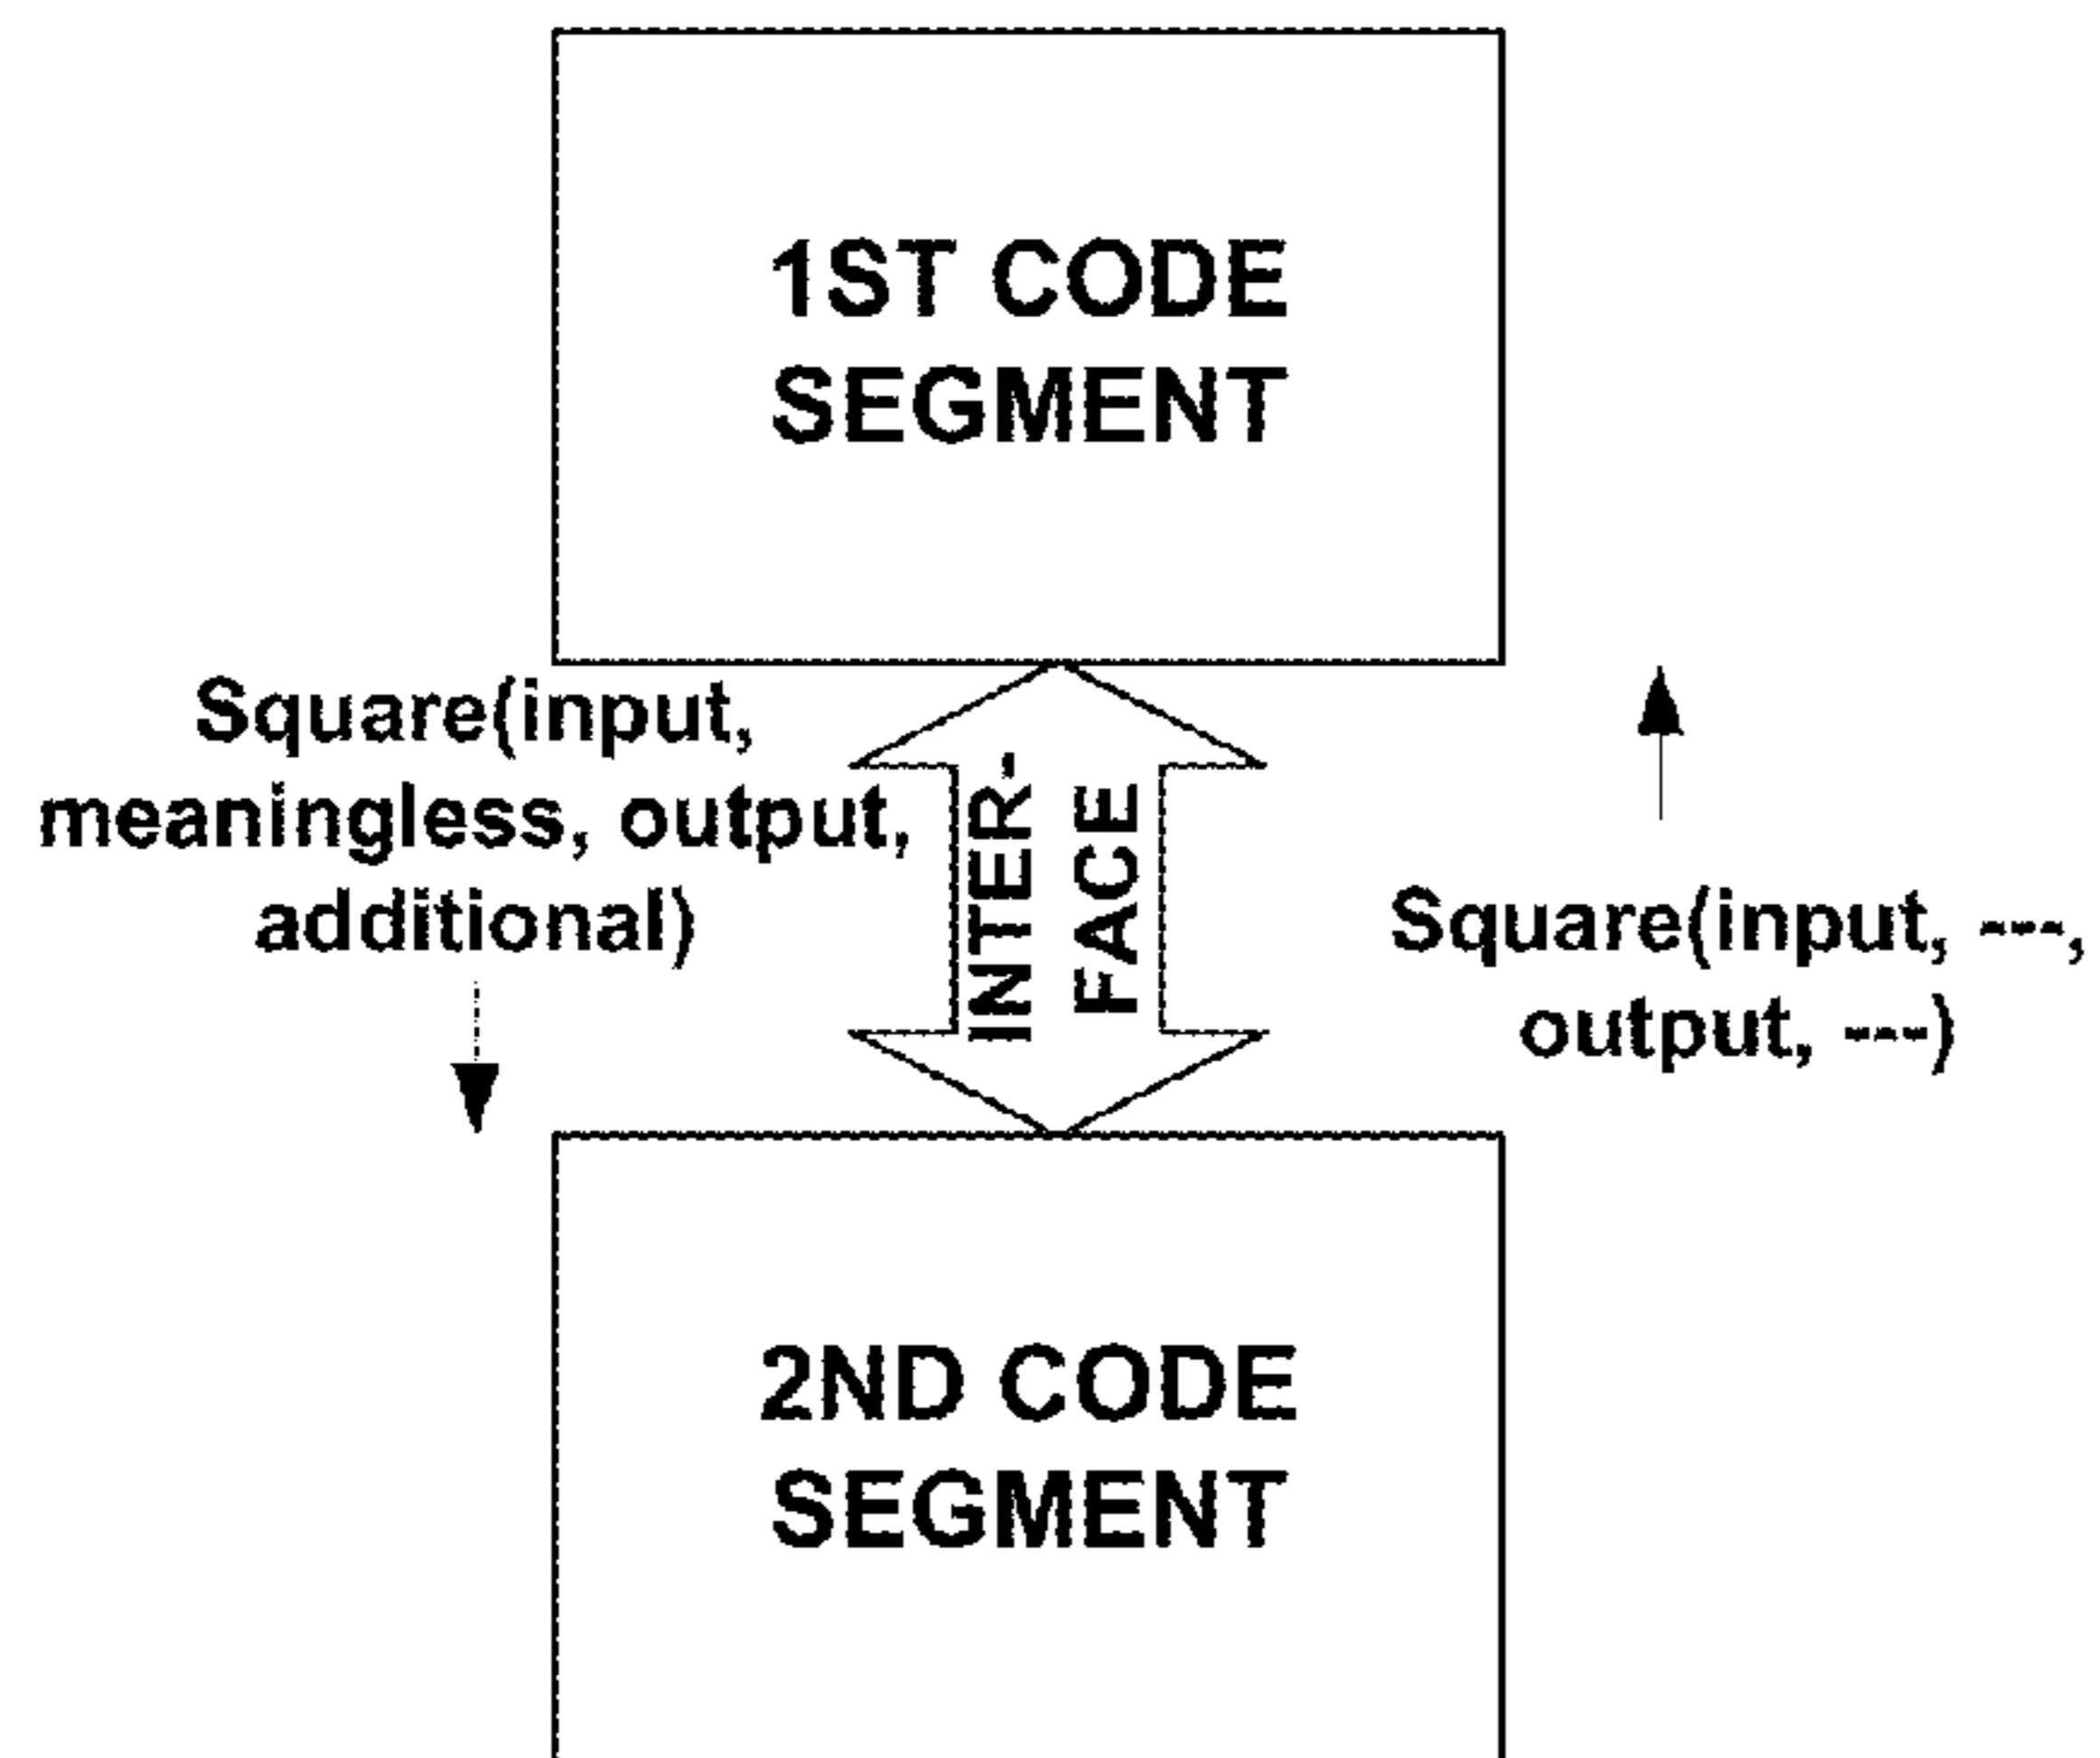 1ST CODE
SEGMENT
Square(input,
meaningless, output,
additional)
INTER-
FACE
Square(input, ---,
output, ---)
2ND CODE
SEGMENT